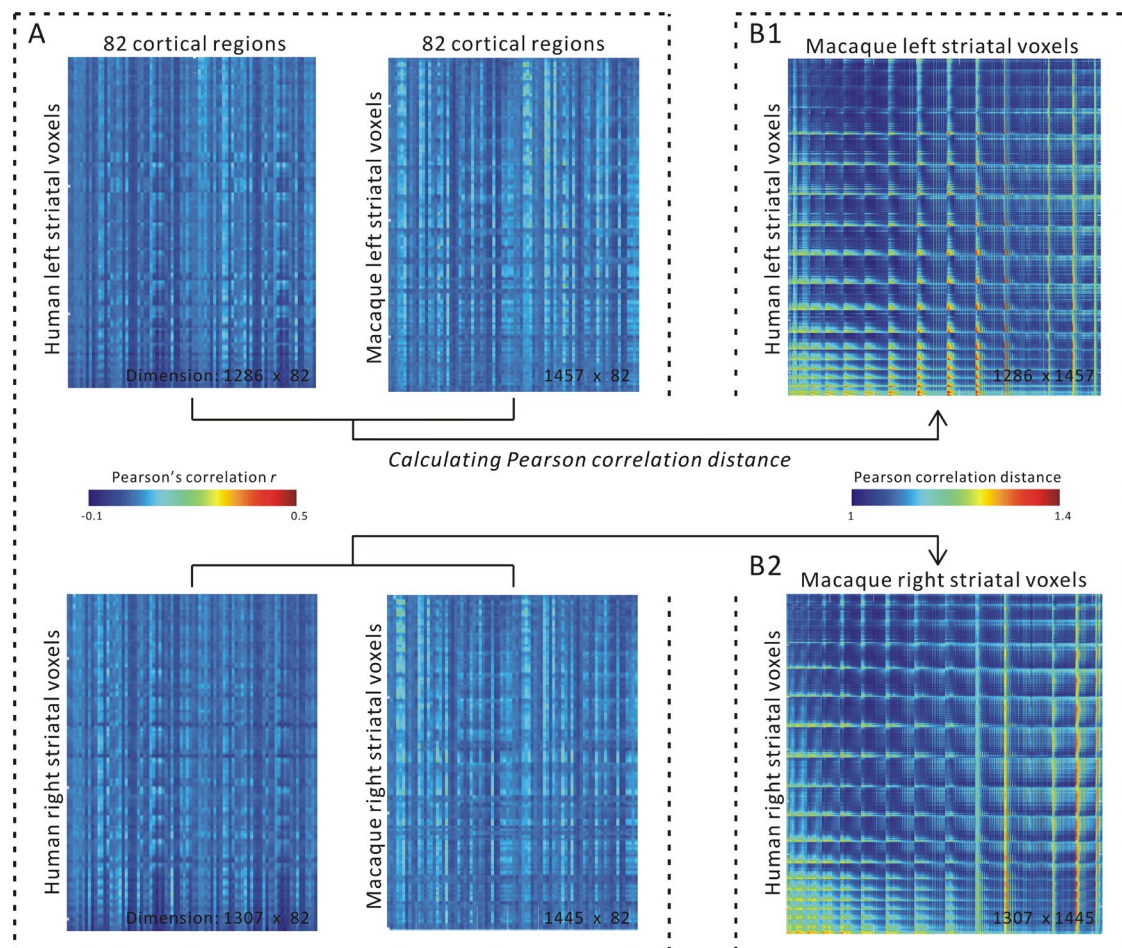 A
82 cortical regions
82 cortical regions
B1
Macaque left striatal voxels
Human left striatal voxels
Macaque left striatal voxels
Human left striatal voxels
Dimension: 1286 x 82
1457 x 82
1286 x 1457
Calculating Pearson correlation distance
Pearson's correlation r
-0.1
0.5
Pearson correlation distance
1
1.4
B2
Macaque right striatal voxels
Human right striatal voxels
Macaque right striatal voxels
Human right striatal voxels
Dimension: 1307 x 82
1445 x 82
1307 x 1445